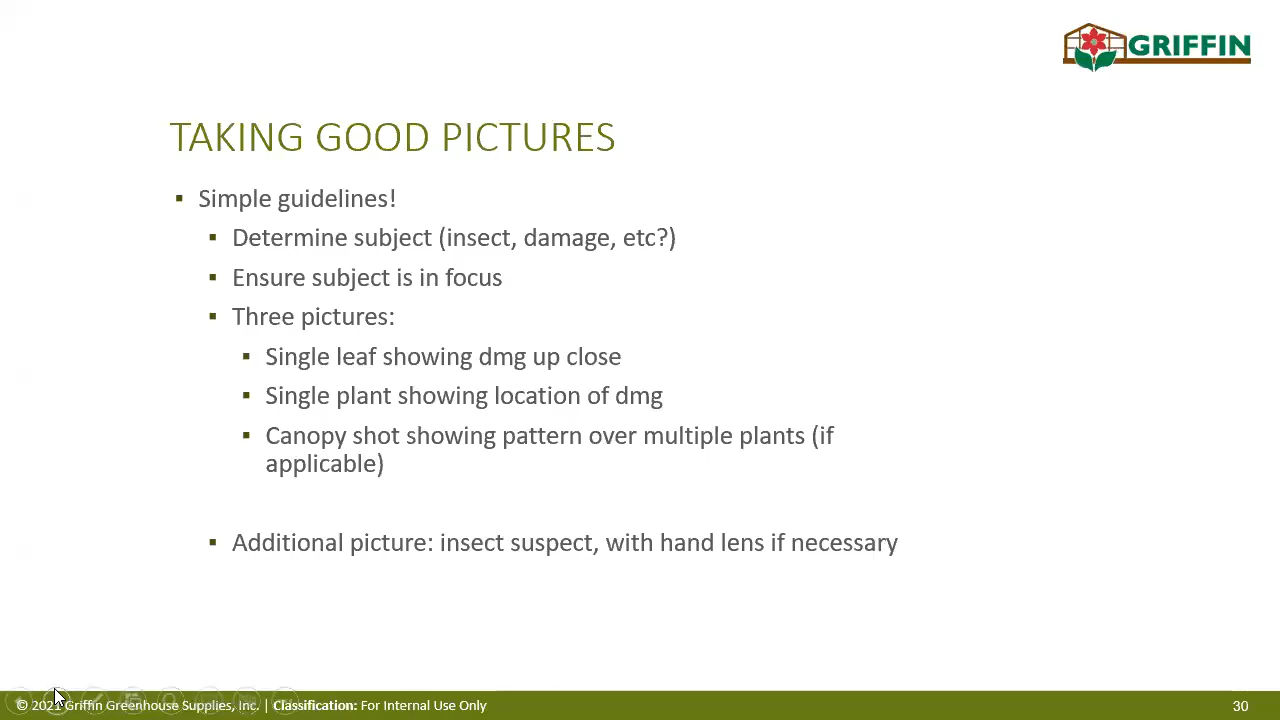 GRIFFIN
TAKING GOOD PICTURES
▪ Simple guidelines!
▪ Determine subject (insect, damage, etc?)
▪ Ensure subject is in focus
▪ Three pictures:
▪ Single leaf showing dmg up close
▪ Single plant showing location of dmg
▪ Canopy shot showing pattern over multiple plants (if
applicable)
▪ Additional picture: insect suspect, with hand lens if necessary
© Griffin Greenhouse Supplies, Inc. | Classification: For Internal Use Only
30